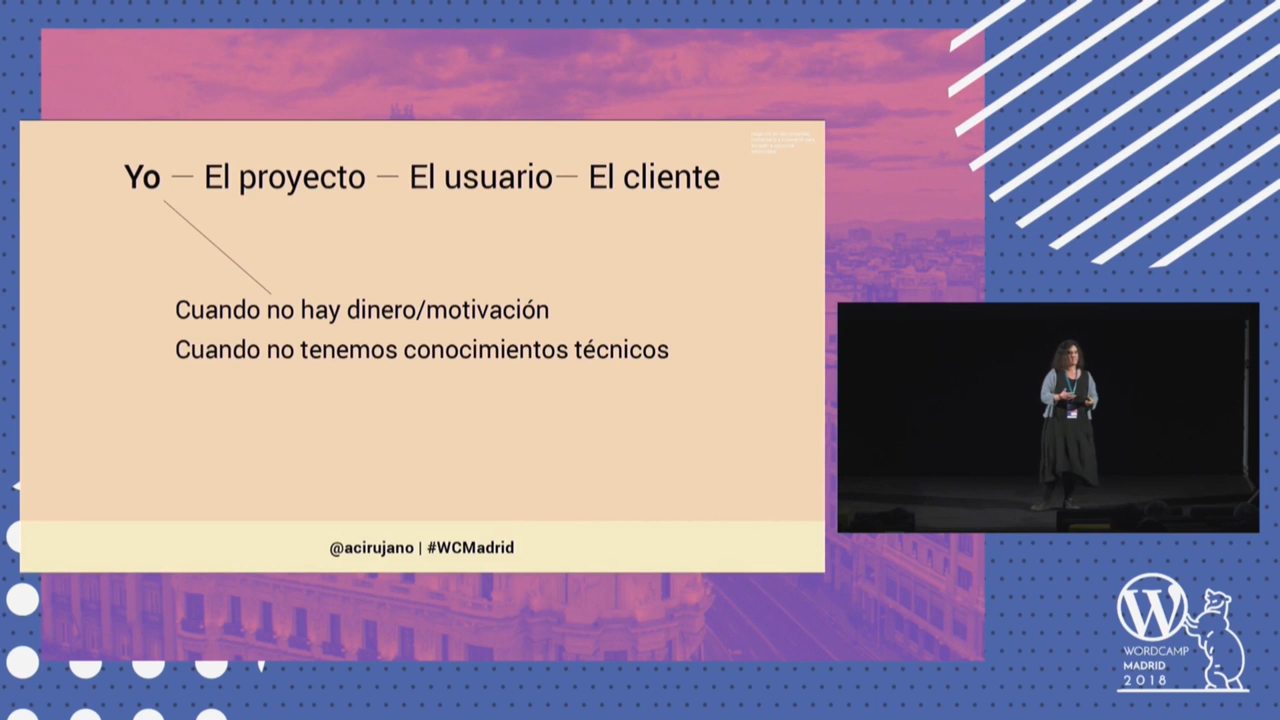 Yo — El proyecto — El usuario— El cliente
Cuando no hay dinero/motivación
Cuando no tenemos conocimientos técnicos
@acirujano | #WCMadrid
WORDCAMP
MADRID
2018